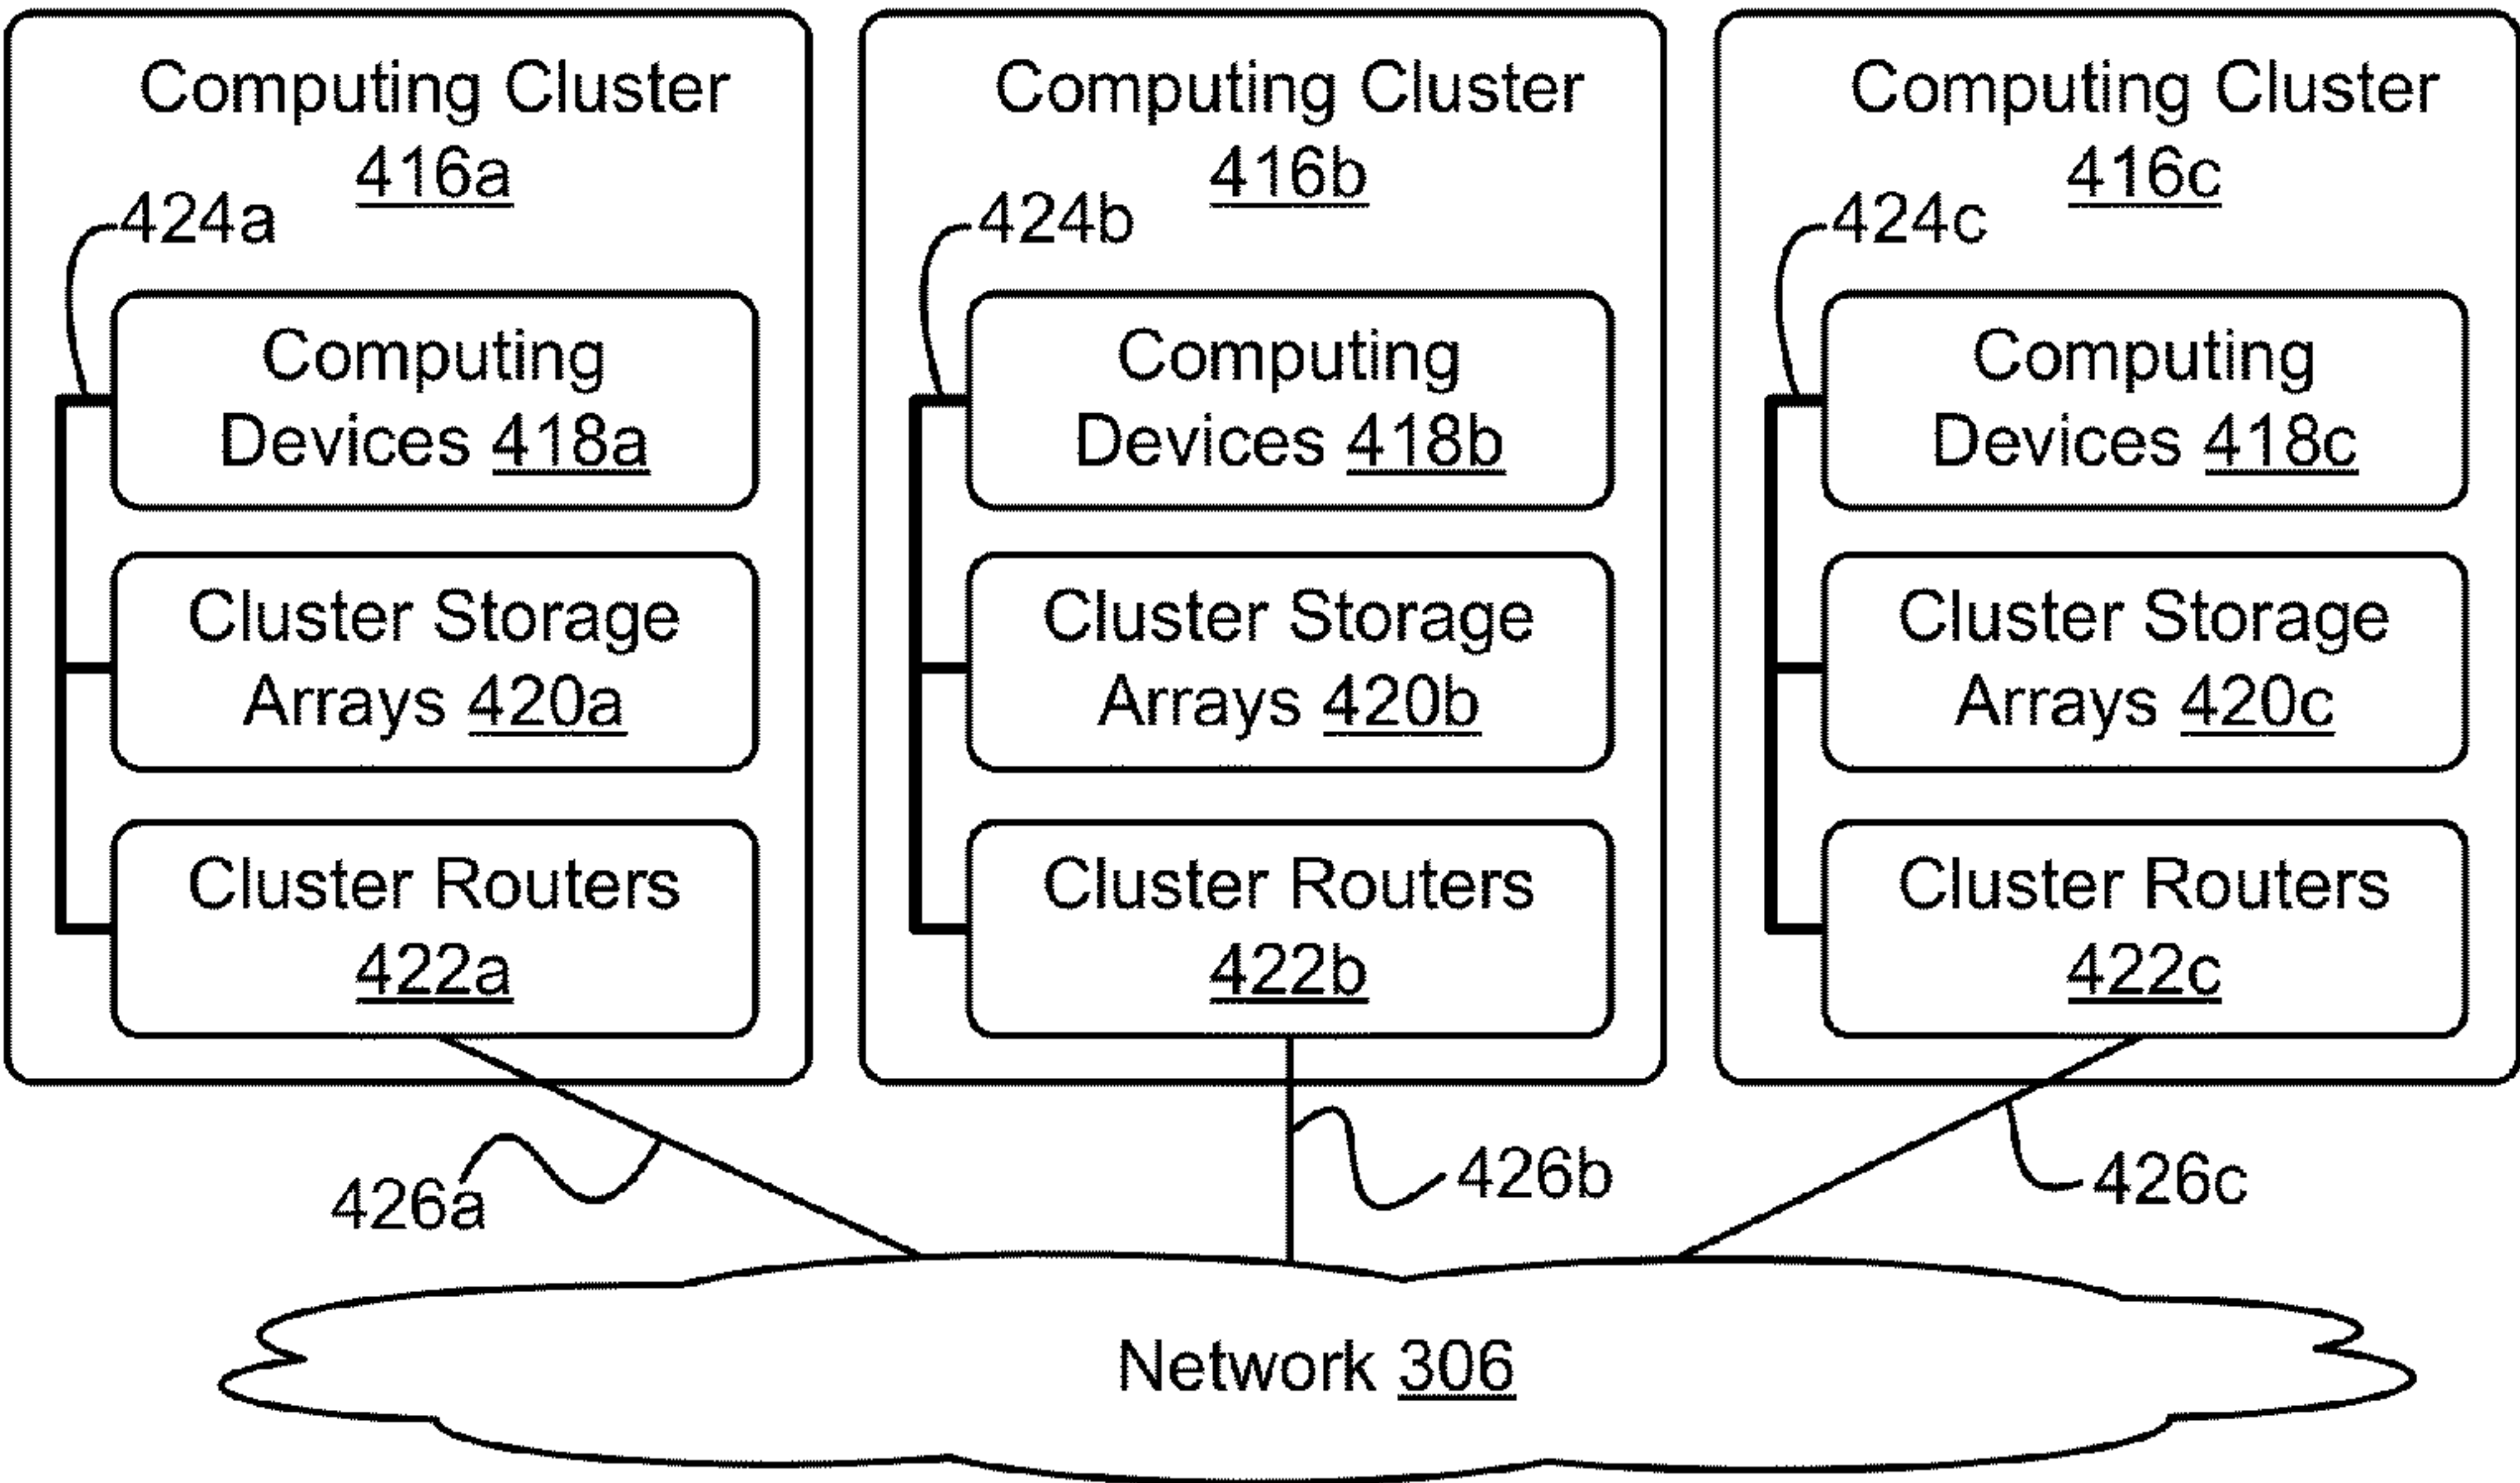 Computing Cluster
416a
424a
Computing
Devices 418a
Cluster Storage
Arrays 420a
Cluster Routers
422a
Computing Cluster
416b
424b
Computing
Devices 418b
Cluster Storage
Arrays 420b
Cluster Routers
422b
Computing Cluster
416c
424c
Computing
Devices 418c
Cluster Storage
Arrays 420c
Cluster Routers
422c
426a
426b
426c
Network 306